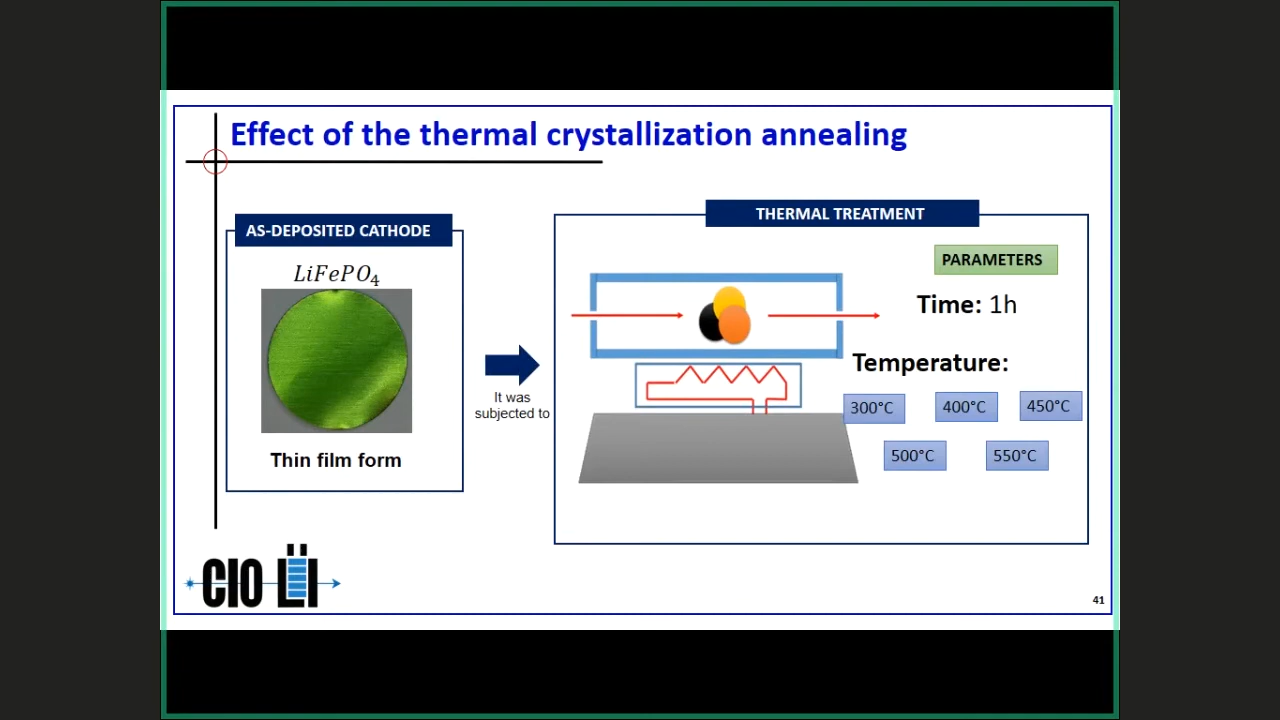 Effect of the thermal crystallization annealing
AS-DEPOSITED CATHODE
LiFePO₄
Thin film form
It was
subjected to
THERMAL TREATMENT
PARAMETERS
Time: 1h
Temperature:
300°C 400°C 450°C
500°C 550°C
CIO Li
41